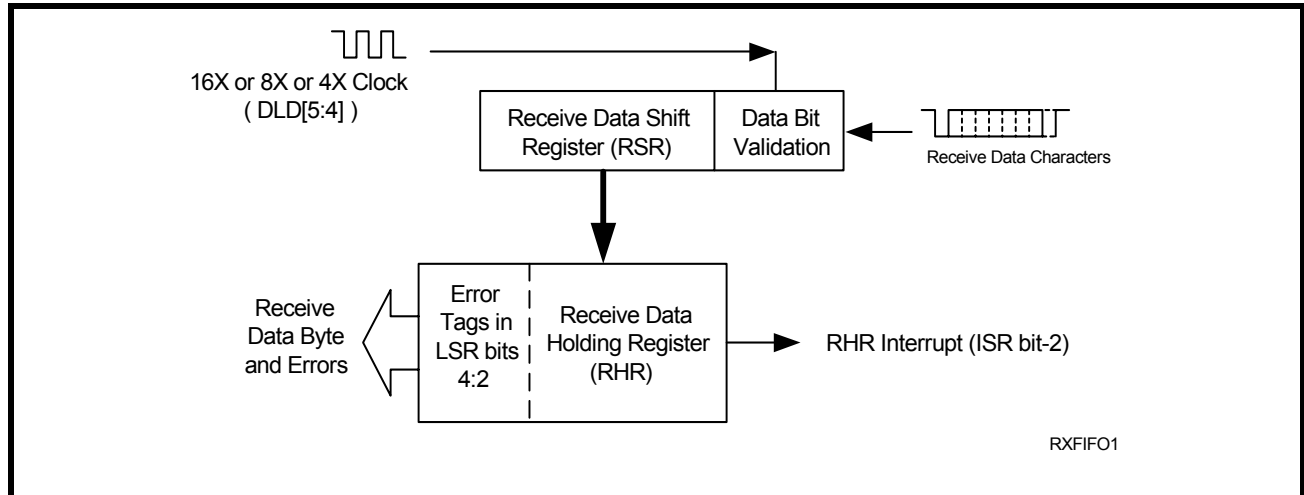 16X or 8X or 4X Clock
( DLD[5:4] )
Receive Data Shift
Register (RSR)
Data Bit
Validation
Receive Data Characters
Receive
Data Byte
and Errors
Error
Tags in
LSR bits
4:2
Receive Data
Holding Register
(RHR)
RHR Interrupt (ISR bit-2)
RXFIFO1